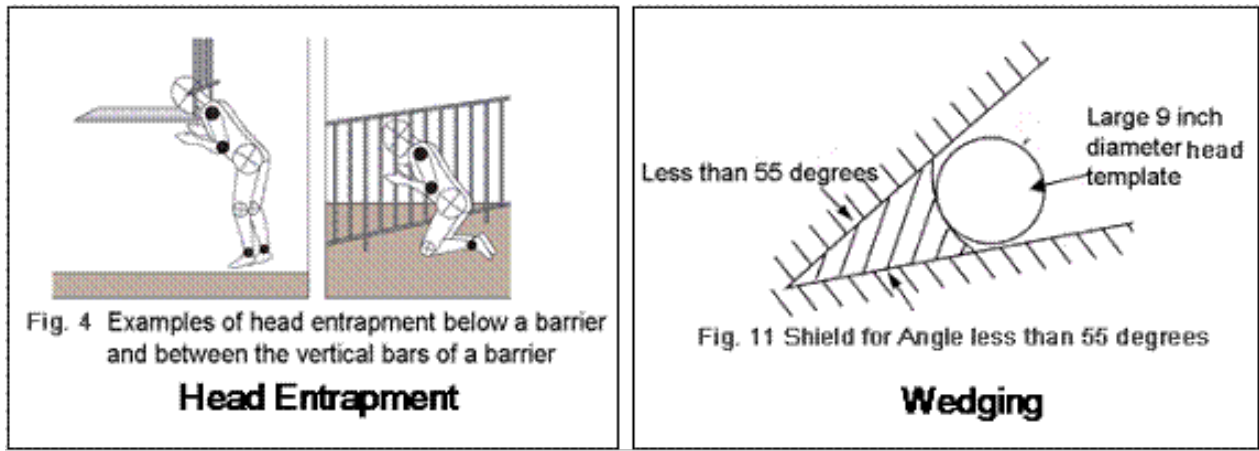 Fig. 4 Examples of head entrapment below a barrier
and between the vertical bars of a barrier
Head Entrapment
Less than 55 degrees
Large 9 inch
diameter head
template
Fig. 11 Shield for Angle less than 55 degrees
Wedging